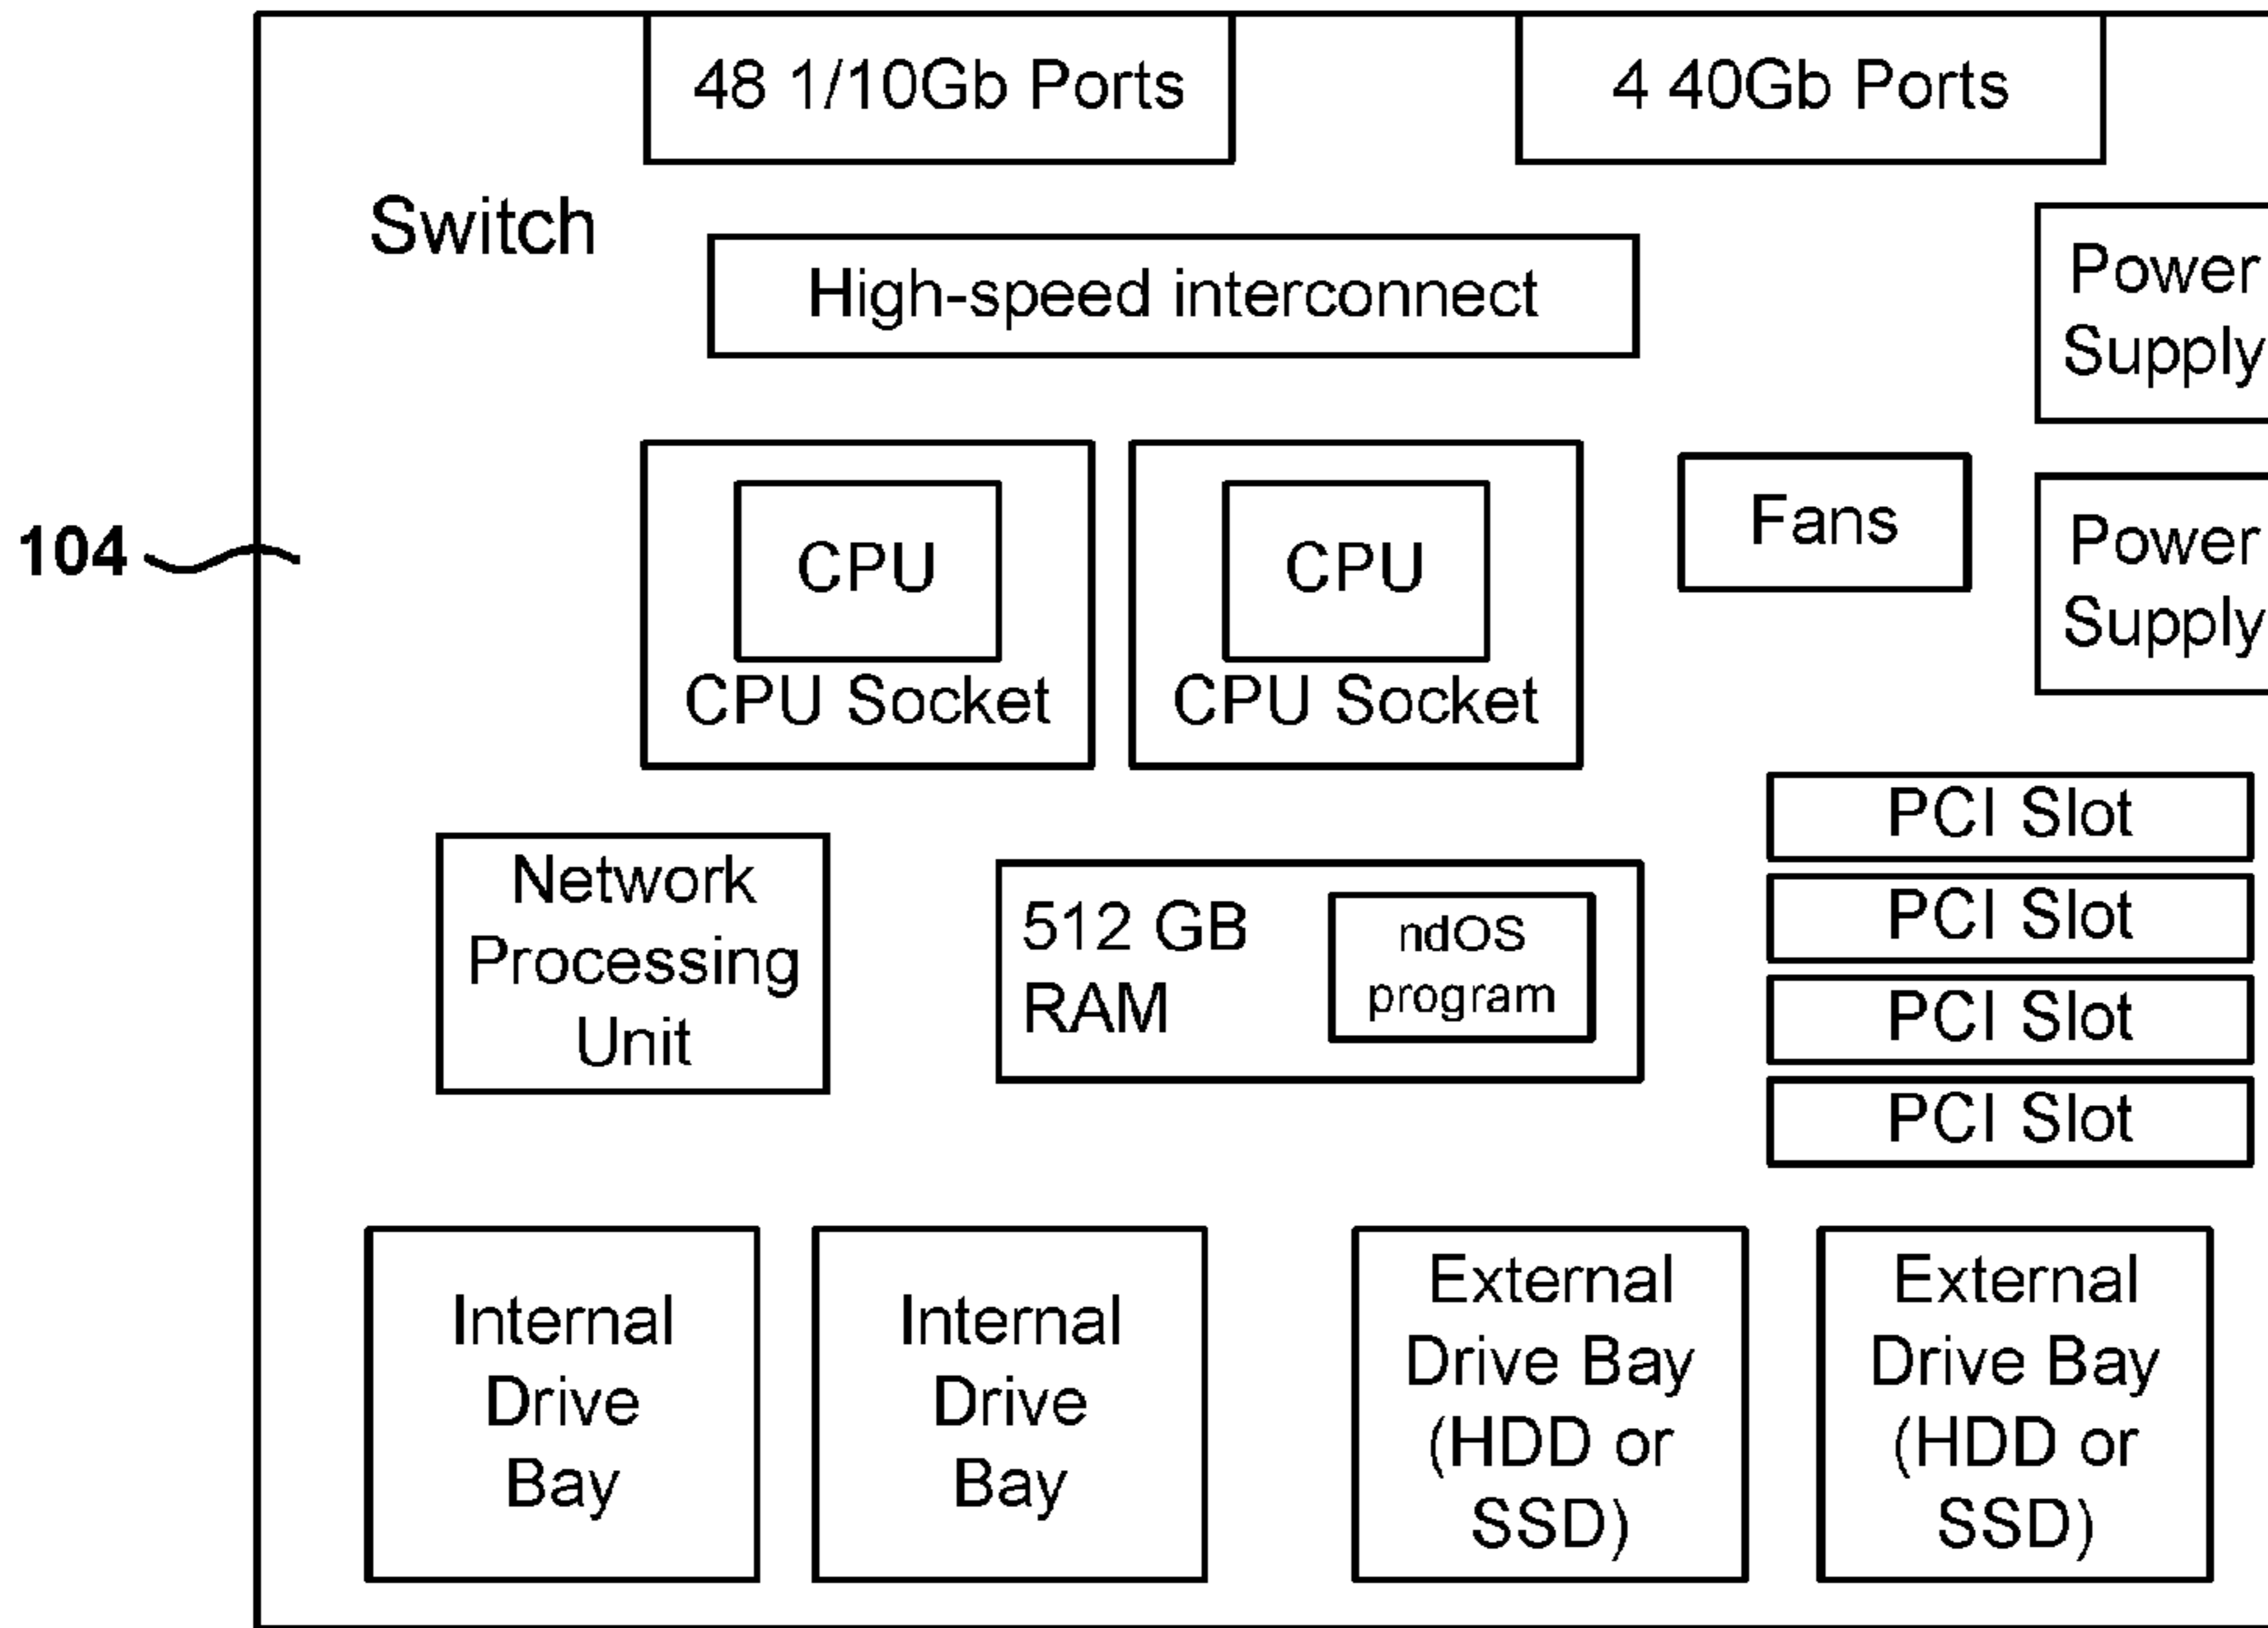 48 1/10Gb Ports
4 40Gb Ports
Switch
High-speed interconnect
Power
Supply
104
CPU
CPU Socket
CPU
CPU Socket
Fans
Power
Supply
Network
Processing
Unit
512 GB
RAM
ndOS
program
PCI Slot
PCI Slot
PCI Slot
PCI Slot
Internal
Drive
Bay
Internal
Drive
Bay
External
Drive Bay
(HDD or
SSD)
External
Drive Bay
(HDD or
SSD)